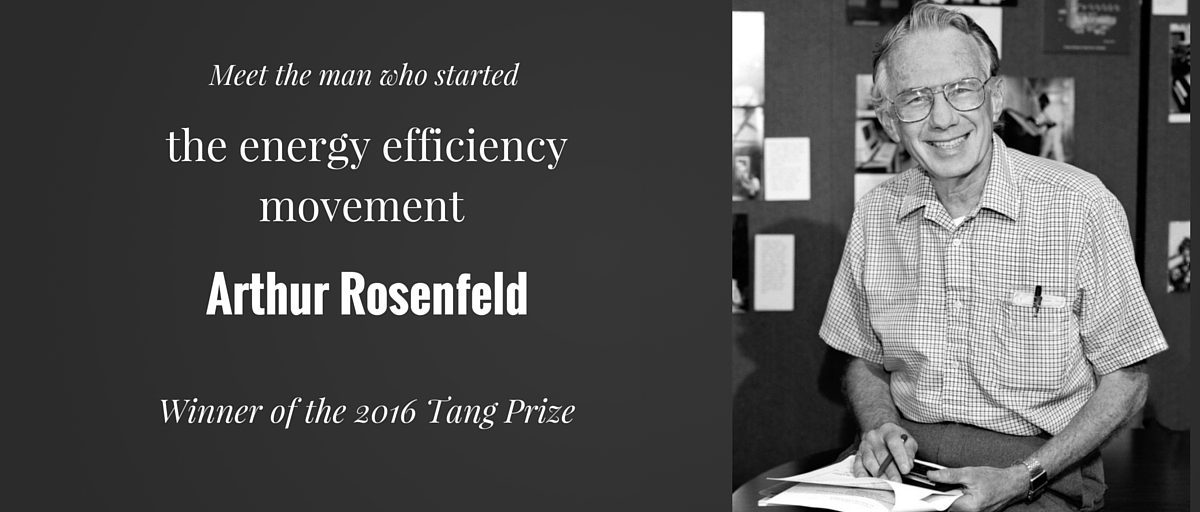 Meet the man who started
the energy efficiency
movement
Arthur Rosenfeld
Winner of the 2016 Tang Prize